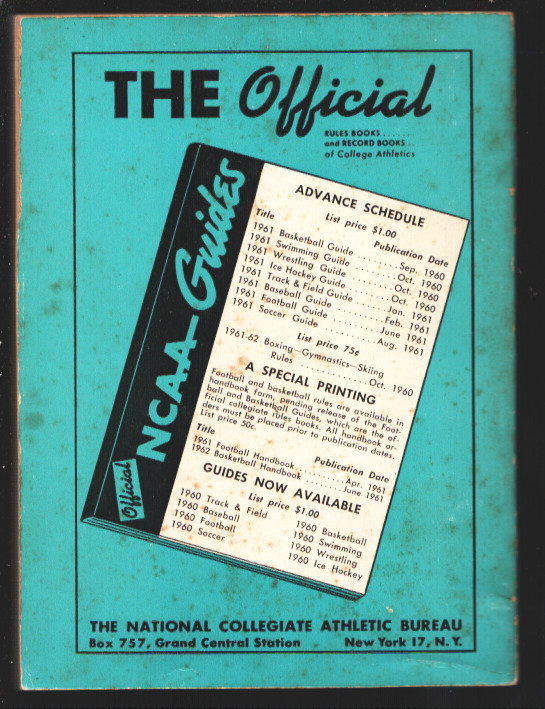 THE Official
RULES BOOKS . . . . . . .
and RECORD BOOKS . .
of College Athletics
Official NCAA Guides
ADVANCE SCHEDULE
List price $1.00
Title Publication Date
1961 Basketball Guide . . . . . . . Sep. 1960
1961 Swimming Guide . . . . . . . Oct. 1960
1961 Wrestling Guide . . . . . . . Oct. 1960
1961 Ice Hockey Guide . . . . . . . Oct. 1960
1961 Track & Field Guide . . . . . . . Jan. 1961
1961 Baseball Guide . . . . . . . Feb. 1961
1961 Football Guide . . . . . . . June 1961
1961 Soccer Guide . . . . . . . Aug. 1961
List price 75¢
1961-62 Boxing—Gymnastics—Skiing
Rules . . . . . . . Oct. 1960
A SPECIAL PRINTING
Football and basketball rules are available in
handbook form, pending release of the Foot-
ball and Basketball Guides, which are the of-
ficial collegiate rules books. All handbook or-
ders must be placed prior to publication dates.
List price 50c.
Title Publication Date
1961 Football Handbook . . . . . . . Apr. 1961
1962 Basketball Handbook . . . . . . . June 1961
GUIDES NOW AVAILABLE
List price $1.00
1960 Track & Field 1960 Basketball
1960 Baseball 1960 Swimming
1960 Football 1960 Wrestling
1960 Soccer 1960 Ice Hockey
THE NATIONAL COLLEGIATE ATHLETIC BUREAU
Box 757, Grand Central Station New York 17, N. Y.